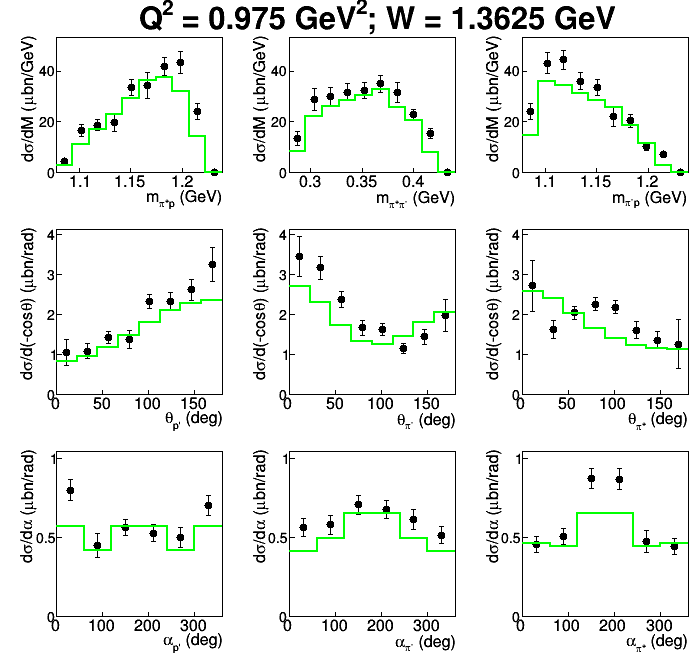 Q² = 0.975 GeV²; W = 1.3625 GeV
dσ/dM (μbn/GeV)
40
20
0
1.1 1.15 1.2
m_π⁺p (GeV)
dσ/dM (μbn/GeV)
40
20
0
0.3 0.35 0.4
m_π⁺π⁻ (GeV)
dσ/dM (μbn/GeV)
40
20
0
1.1 1.15 1.2
m_π⁻p (GeV)
dσ/d(-cosθ) (μbn/rad)
4
3
2
1
0
0 50 100 150
θ_p' (deg)
dσ/d(-cosθ) (μbn/rad)
4
3
2
1
0
0 50 100 150
θ_π⁻ (deg)
dσ/d(-cosθ) (μbn/rad)
4
3
2
1
0
0 50 100 150
θ_π⁺ (deg)
dσ/dα (μbn/rad)
1
0.5
0
0 100 200 300
α_p' (deg)
dσ/dα (μbn/rad)
1
0.5
0
0 100 200 300
α_π⁻ (deg)
dσ/dα (μbn/rad)
1
0.5
0
0 100 200 300
α_π⁺ (deg)